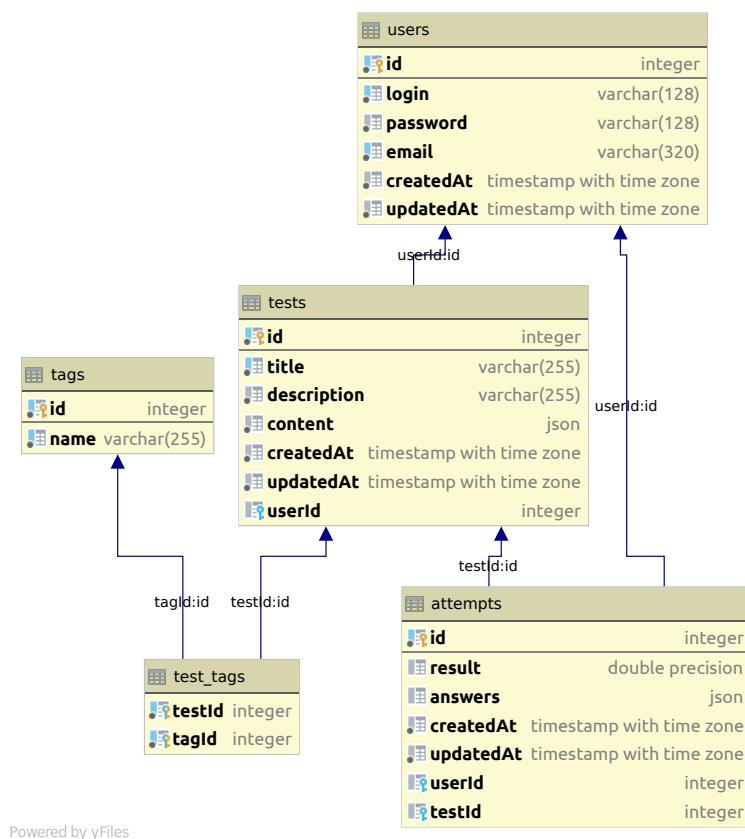 users
id integer
login varchar(128)
password varchar(128)
email varchar(320)
createdAt timestamp with time zone
updatedAt timestamp with time zone
userId:id
tests
id integer
title varchar(255)
description varchar(255)
content json
createdAt timestamp with time zone
updatedAt timestamp with time zone
userId integer
tags
id integer
name varchar(255)
userId:id
testId:id
tagId:id
testId:id
attempts
id integer
result double precision
answers json
createdAt timestamp with time zone
updatedAt timestamp with time zone
userId integer
testId integer
test_tags
testId integer
tagId integer
Powered by yFiles